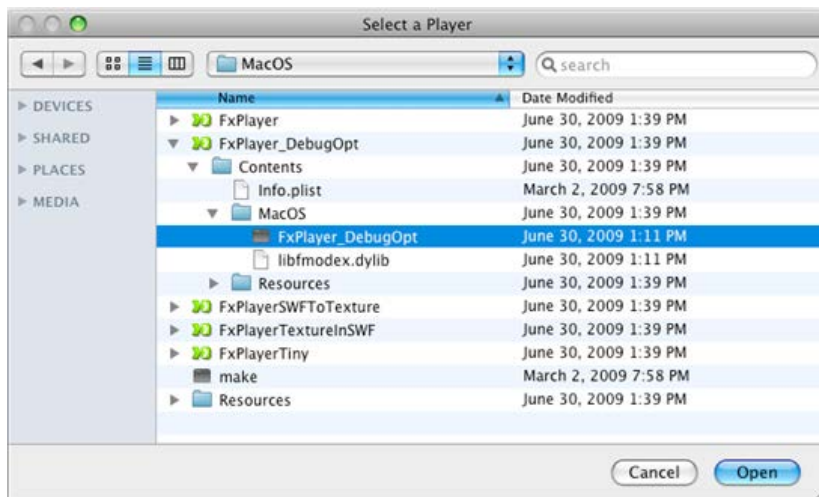 Select a Player
MacOS
search
DEVICES
SHARED
PLACES
MEDIA
Name Date Modified
FxPlayer June 30, 2009 1:39 PM
FxPlayer_DebugOpt June 30, 2009 1:39 PM
Contents June 30, 2009 1:39 PM
Info.plist March 2, 2009 7:58 PM
MacOS June 30, 2009 1:39 PM
FxPlayer_DebugOpt June 30, 2009 1:11 PM
libfmodex.dylib June 30, 2009 1:11 PM
Resources June 30, 2009 1:39 PM
FxPlayerSWFToTexture June 30, 2009 1:39 PM
FxPlayerTextureInSWF June 30, 2009 1:39 PM
FxPlayerTiny June 30, 2009 1:39 PM
make March 2, 2009 7:58 PM
Resources June 30, 2009 1:39 PM
Cancel Open